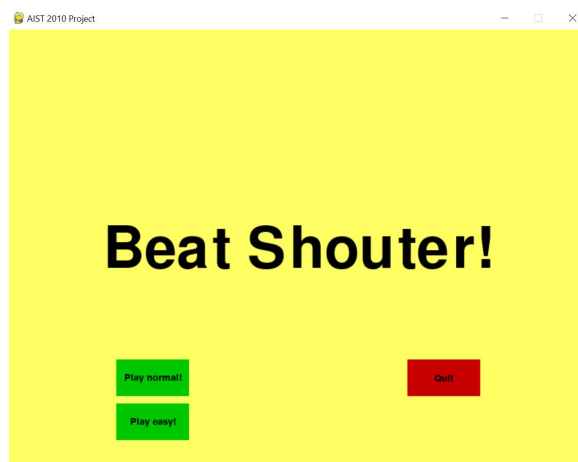 AIST 2010 Project
Beat Shouter!
Play normal!
Quit
Play easy!